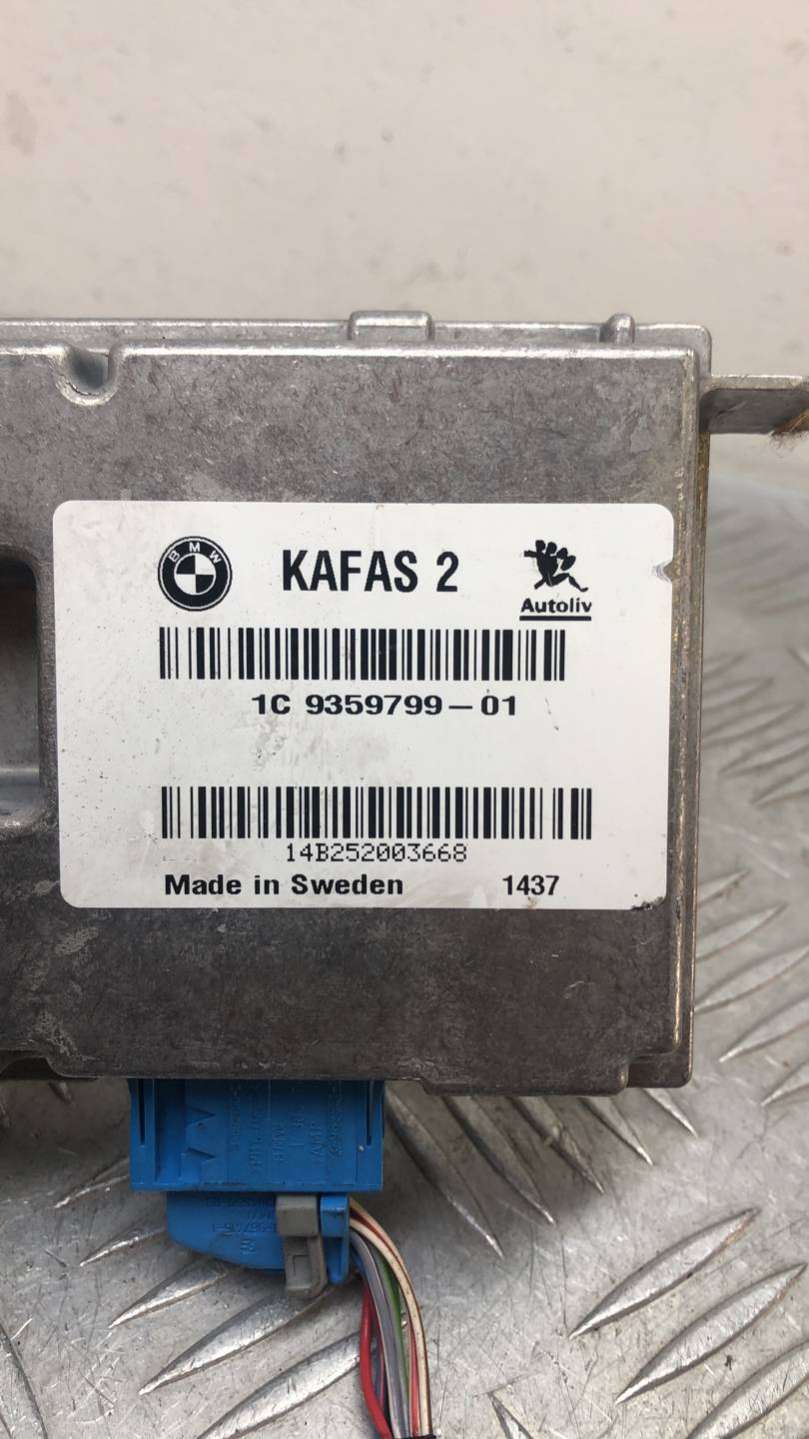 BMW
KAFAS 2
Autoliv
1C 9359799-01
14B252003668
Made in Sweden 1437